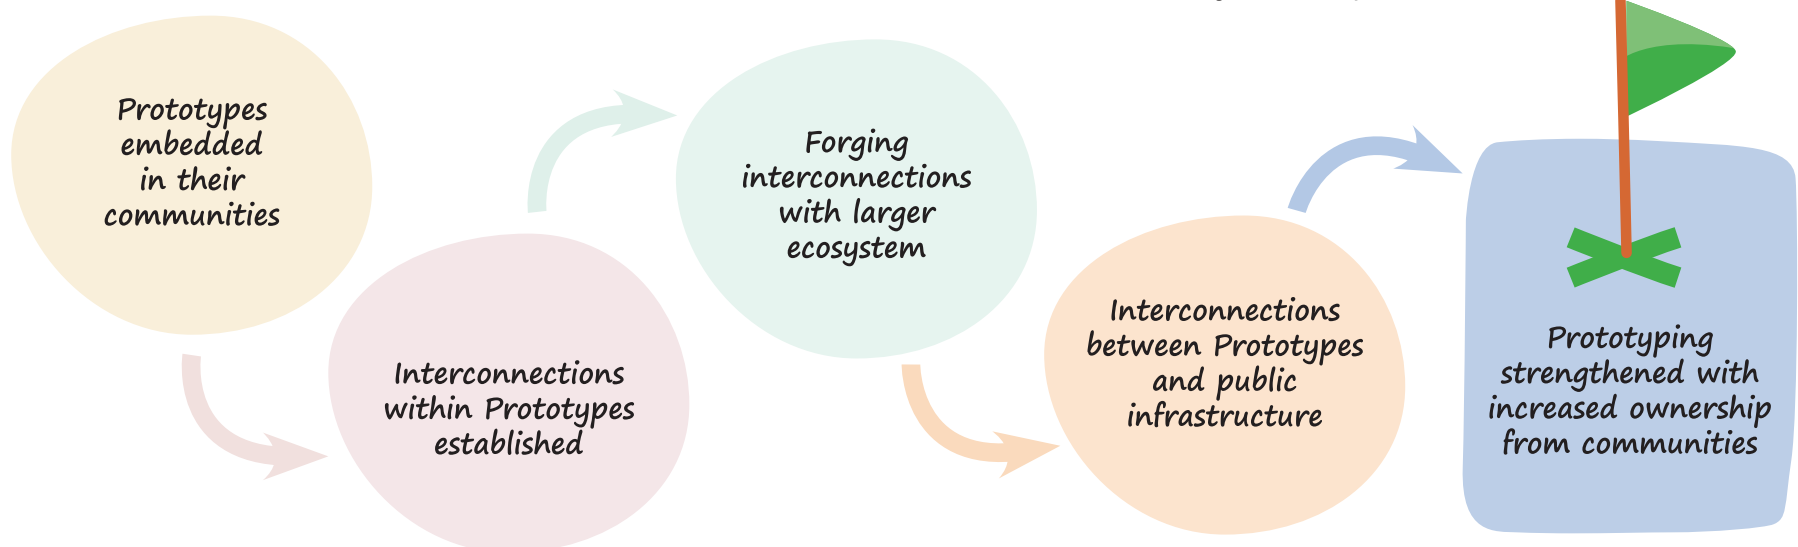 Prototypes
embedded
in their
communities
Interconnections
within Prototypes
established
Forging
interconnections
with larger
ecosystem
Interconnections
between Prototypes
and public
infrastructure
Prototyping
strengthened with
increased ownership
from communities